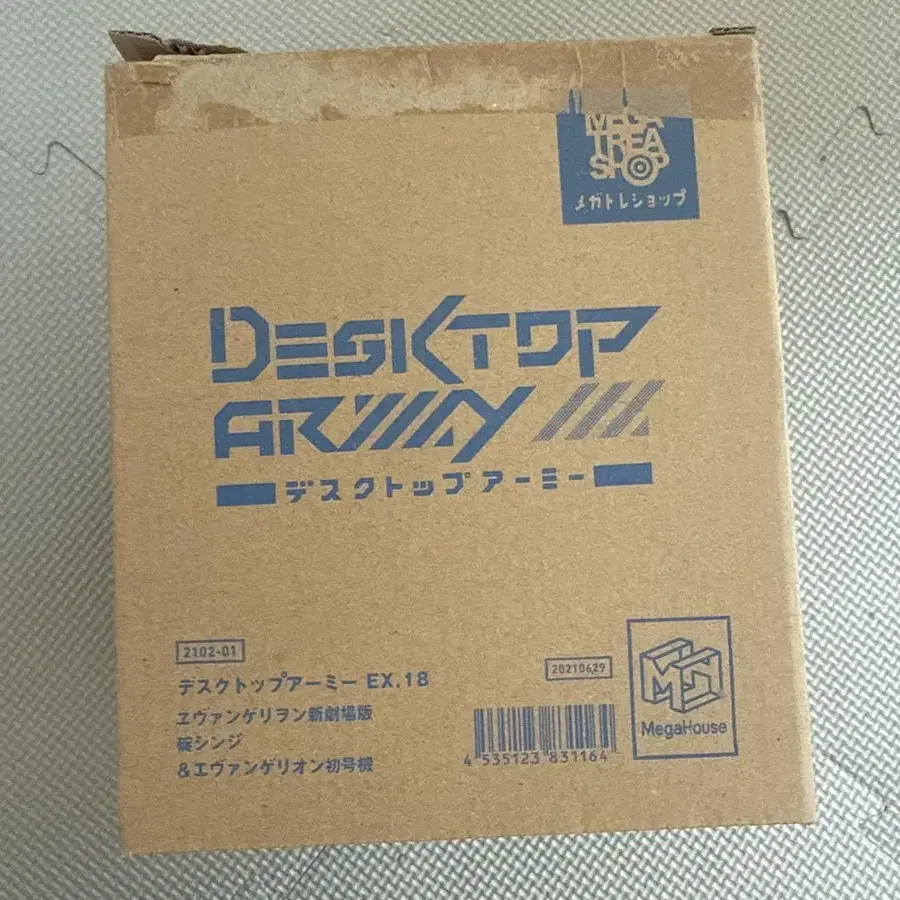 MEGA
TREA
SHOP
メガトレショップ
DESKTOP
ARMY
デスクトップアーミー
2102-01
デスクトップアーミー EX.18
ヱヴァンゲリヲン新劇場版
碇シンジ
&エヴァンゲリオン初号機
20210629
4 535123 831164
MegaHouse